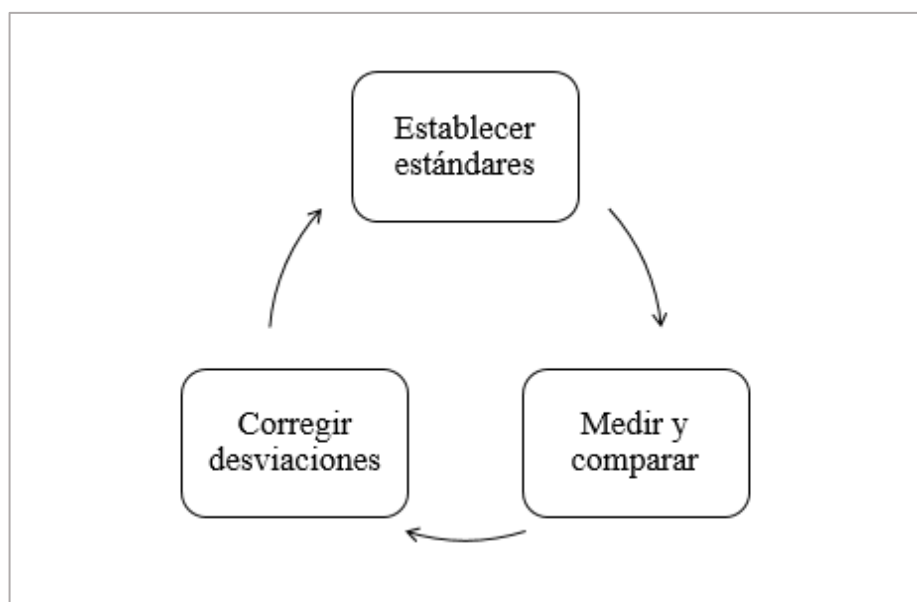 Establecer
estándares
Corregir
desviaciones
Medir y
comparar